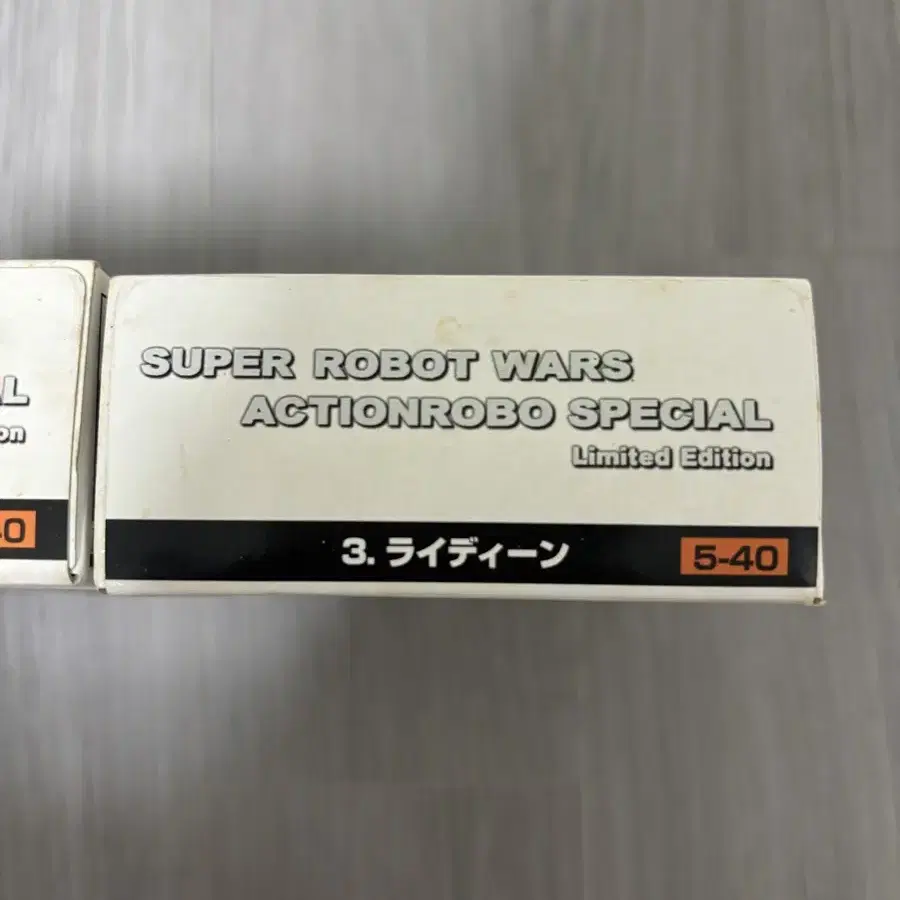 SUPER ROBOT WARS
ACTIONROBO SPECIAL
Limited Edition
3. ライディーン 5-40